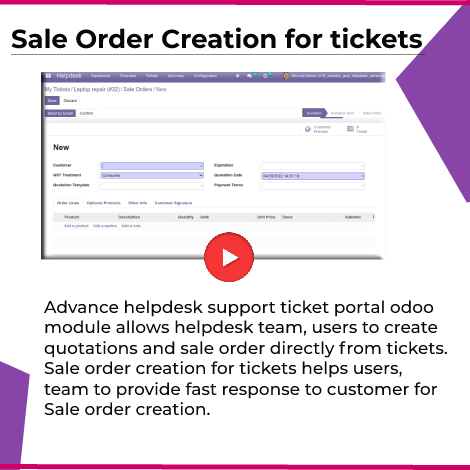 Sale Order Creation for tickets
Helpdesk Dashboard Overview Tickets Summary Configuration
My Tickets / Laptop repair (#32) / Sale Orders / New
Save Discard
Send by Email Confirm Quotation Quotation Sent Sales Order
Customer Preview
Ticket
New
Customer Expiration
GST Treatment Consumer Quotation Date 04/29/2022 14:57:19
Quotation Template Payment Terms
Order Lines Optional Products Other Info Customer Signature
Product Description Quantity UoM Unit Price Taxes Subtotal
Add a product Add a section Add a note
Advance helpdesk support ticket portal odoo
module allows helpdesk team, users to create
quotations and sale order directly from tickets.
Sale order creation for tickets helps users,
team to provide fast response to customer for
Sale order creation.